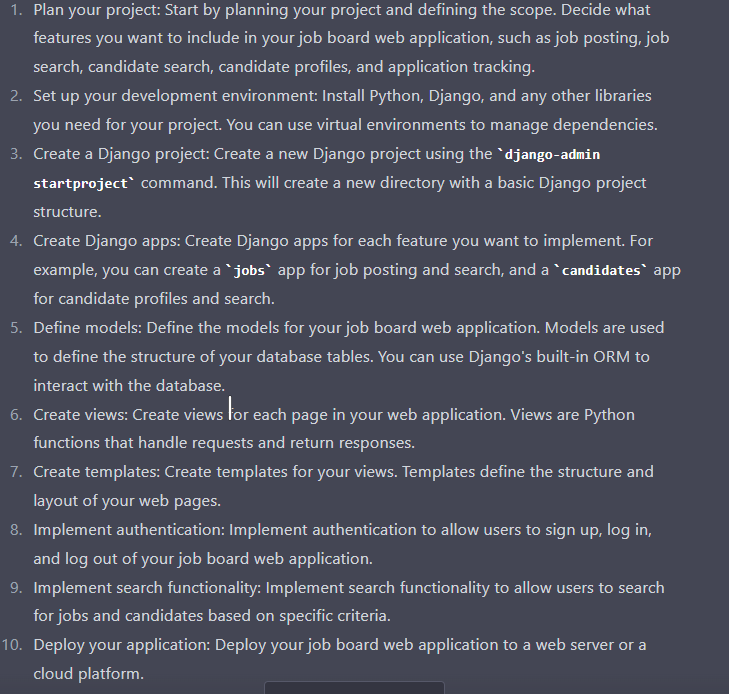 1. Plan your project: Start by planning your project and defining the scope. Decide what
features you want to include in your job board web application, such as job posting, job
search, candidate search, candidate profiles, and application tracking.
2. Set up your development environment: Install Python, Django, and any other libraries
you need for your project. You can use virtual environments to manage dependencies.
3. Create a Django project: Create a new Django project using the `django-admin
startproject` command. This will create a new directory with a basic Django project
structure.
4. Create Django apps: Create Django apps for each feature you want to implement. For
example, you can create a `jobs` app for job posting and search, and a `candidates` app
for candidate profiles and search.
5. Define models: Define the models for your job board web application. Models are used
to define the structure of your database tables. You can use Django's built-in ORM to
interact with the database.
6. Create views: Create views for each page in your web application. Views are Python
functions that handle requests and return responses.
7. Create templates: Create templates for your views. Templates define the structure and
layout of your web pages.
8. Implement authentication: Implement authentication to allow users to sign up, log in,
and log out of your job board web application.
9. Implement search functionality: Implement search functionality to allow users to search
for jobs and candidates based on specific criteria.
10. Deploy your application: Deploy your job board web application to a web server or a
cloud platform.